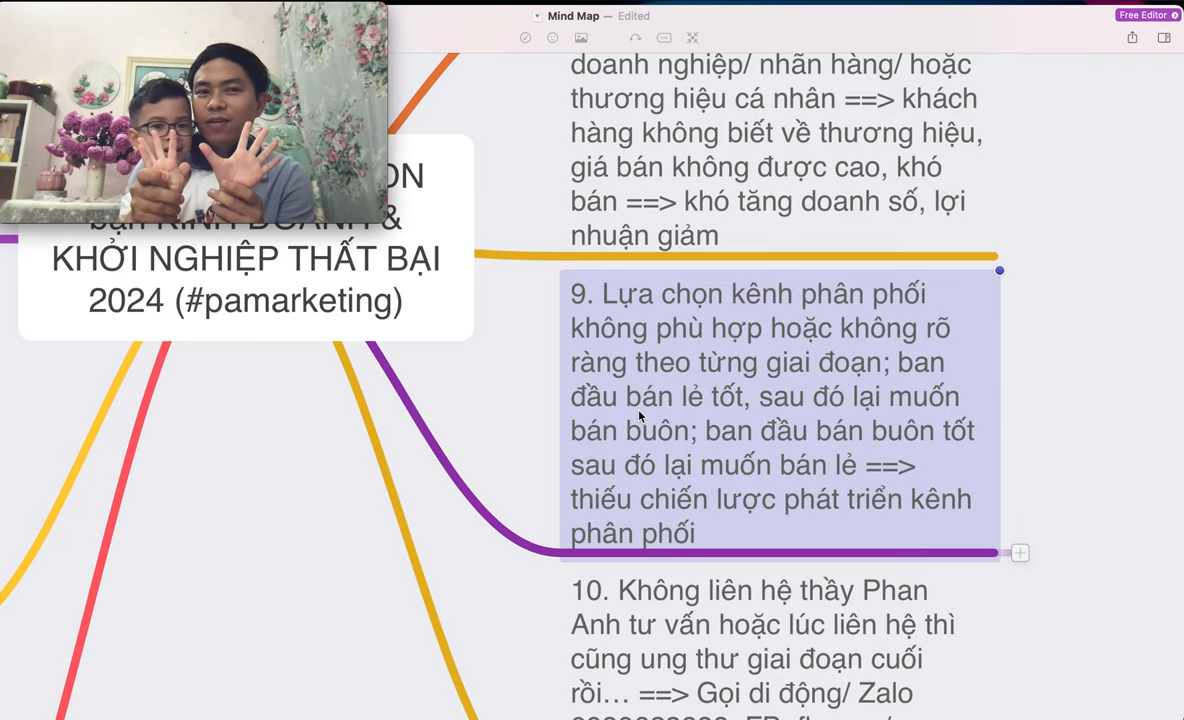 Mind Map — Edited
Free Editor
doanh nghiệp/ nhãn hàng/ hoặc
thương hiệu cá nhân ==> khách
hàng không biết về thương hiệu,
giá bán không được cao, khó
bán ==> khó tăng doanh số, lợi
nhuận giảm
KINH DOANH &
KHỞI NGHIỆP THẤT BẠI
2024 (#pamarketing)
9. Lựa chọn kênh phân phối
không phù hợp hoặc không rõ
ràng theo từng giai đoạn; ban
đầu bán lẻ tốt, sau đó lại muốn
bán buôn; ban đầu bán buôn tốt
sau đó lại muốn bán lẻ ==>
thiếu chiến lược phát triển kênh
phân phối
10. Không liên hệ thầy Phan
Anh tư vấn hoặc lúc liên hệ thì
cũng ung thư giai đoạn cuối
rồi... ==> Gọi di động/ Zalo